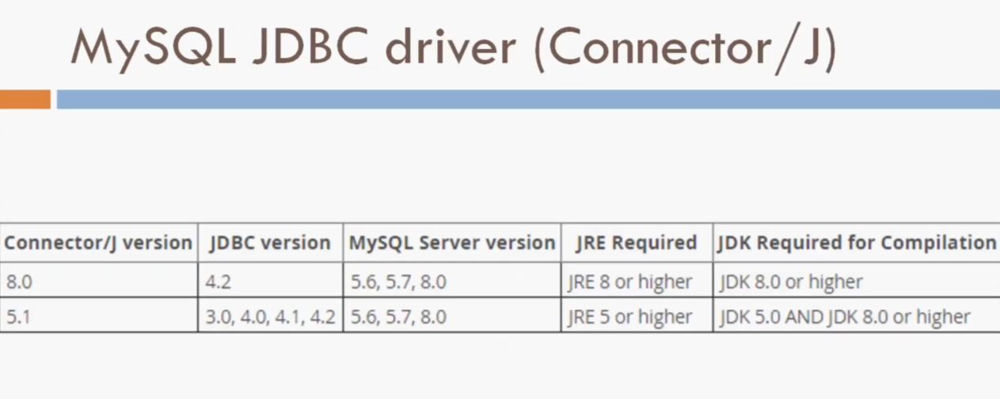 MySQL JDBC driver (Connector/J)
Connector/J version JDBC version MySQL Server version JRE Required JDK Required for Compilation
8.0 4.2 5.6, 5.7, 8.0 JRE 8 or higher JDK 8.0 or higher
5.1 3.0, 4.0, 4.1, 4.2 5.6, 5.7, 8.0 JRE 5 or higher JDK 5.0 AND JDK 8.0 or higher